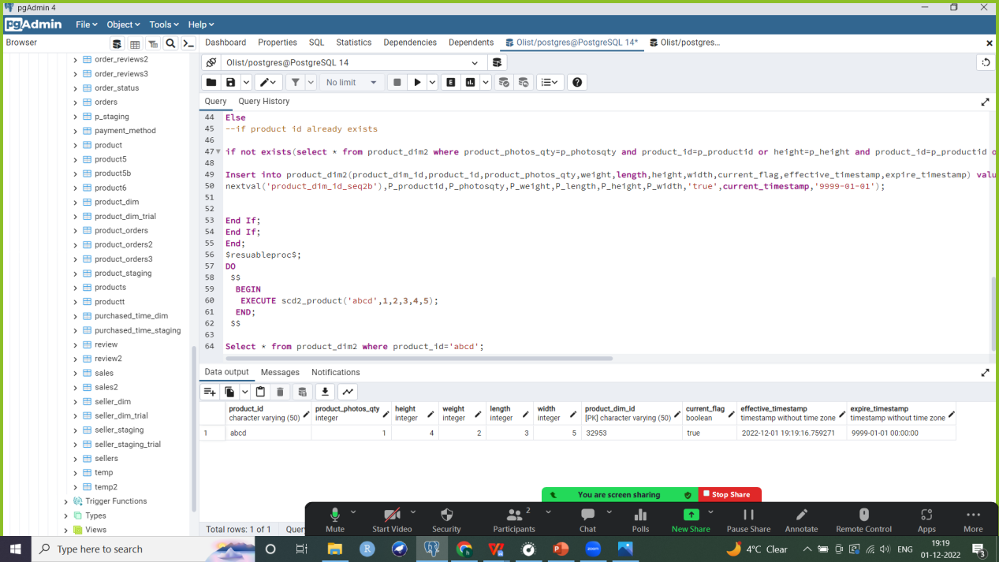 pgAdmin 4
pgAdmin File Object Tools Help
Browser
Dashboard Properties SQL Statistics Dependencies Dependents Olist/postgres@PostgreSQL 14* Olist/postgres...
Olist/postgres@PostgreSQL 14
No limit
Query Query History
order_reviews2
order_reviews3
order_status
orders
p_staging
payment_method
product
product5
product5b
product6
product_dim
product_dim_trial
product_orders
product_orders2
product_orders3
product_staging
products
productt
purchased_time_dim
purchased_time_staging
review
review2
sales
sales2
seller_dim
seller_dim_trial
seller_staging
seller_staging_trial
sellers
temp
temp2
Trigger Functions
Types
Views
44 Else
45 --if product id already exists
46
47 if not exists(select * from product_dim2 where product_photos_qty=p_photosqty and product_id=p_productid or height=p_height and product_id=p_productid o
48
49 Insert into product_dim2(product_dim_id,product_id,product_photos_qty,weight,length,height,width,current_flag,effective_timestamp,expire_timestamp) valu
50 nextval('product_dim_id_seq2b'),P_productid,P_photosqty,P_weight,P_length,P_height,P_width,'true',current_timestamp,'9999-01-01');
51
52
53 End If;
54 End If;
55 End;
56 $resuableproc$;
57 DO
58 $$
59 BEGIN
60 EXECUTE scd2_product('abcd',1,2,3,4,5);
61 END;
62 $$
63
64 Select * from product_dim2 where product_id='abcd';
Data output Messages Notifications
product_id product_photos_qty height weight length width product_dim_id current_flag effective_timestamp expire_timestamp
character varying (50) integer integer integer integer integer [PK] character varying (50) boolean timestamp without time zone timestamp without time zone
1 abcd 1 4 2 3 5 32953 true 2022-12-01 19:19:16.759271 9999-01-01 00:00:00
You are screen sharing Stop Share
Total rows: 1 of 1 Quer
Mute Start Video Security Participants 2 Chat Polls New Share Pause Share Annotate Remote Control Apps More
Type here to search
4°C Clear ENG 19:19
01-12-2022 3